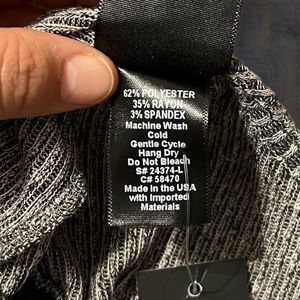 62% POLYESTER
35% RAYON
3% SPANDEX
Machine Wash
Cold
Gentle Cycle
Hang Dry
Do Not Bleach
S# 24374-L
C# 58470
Made in the USA
with Imported
Materials